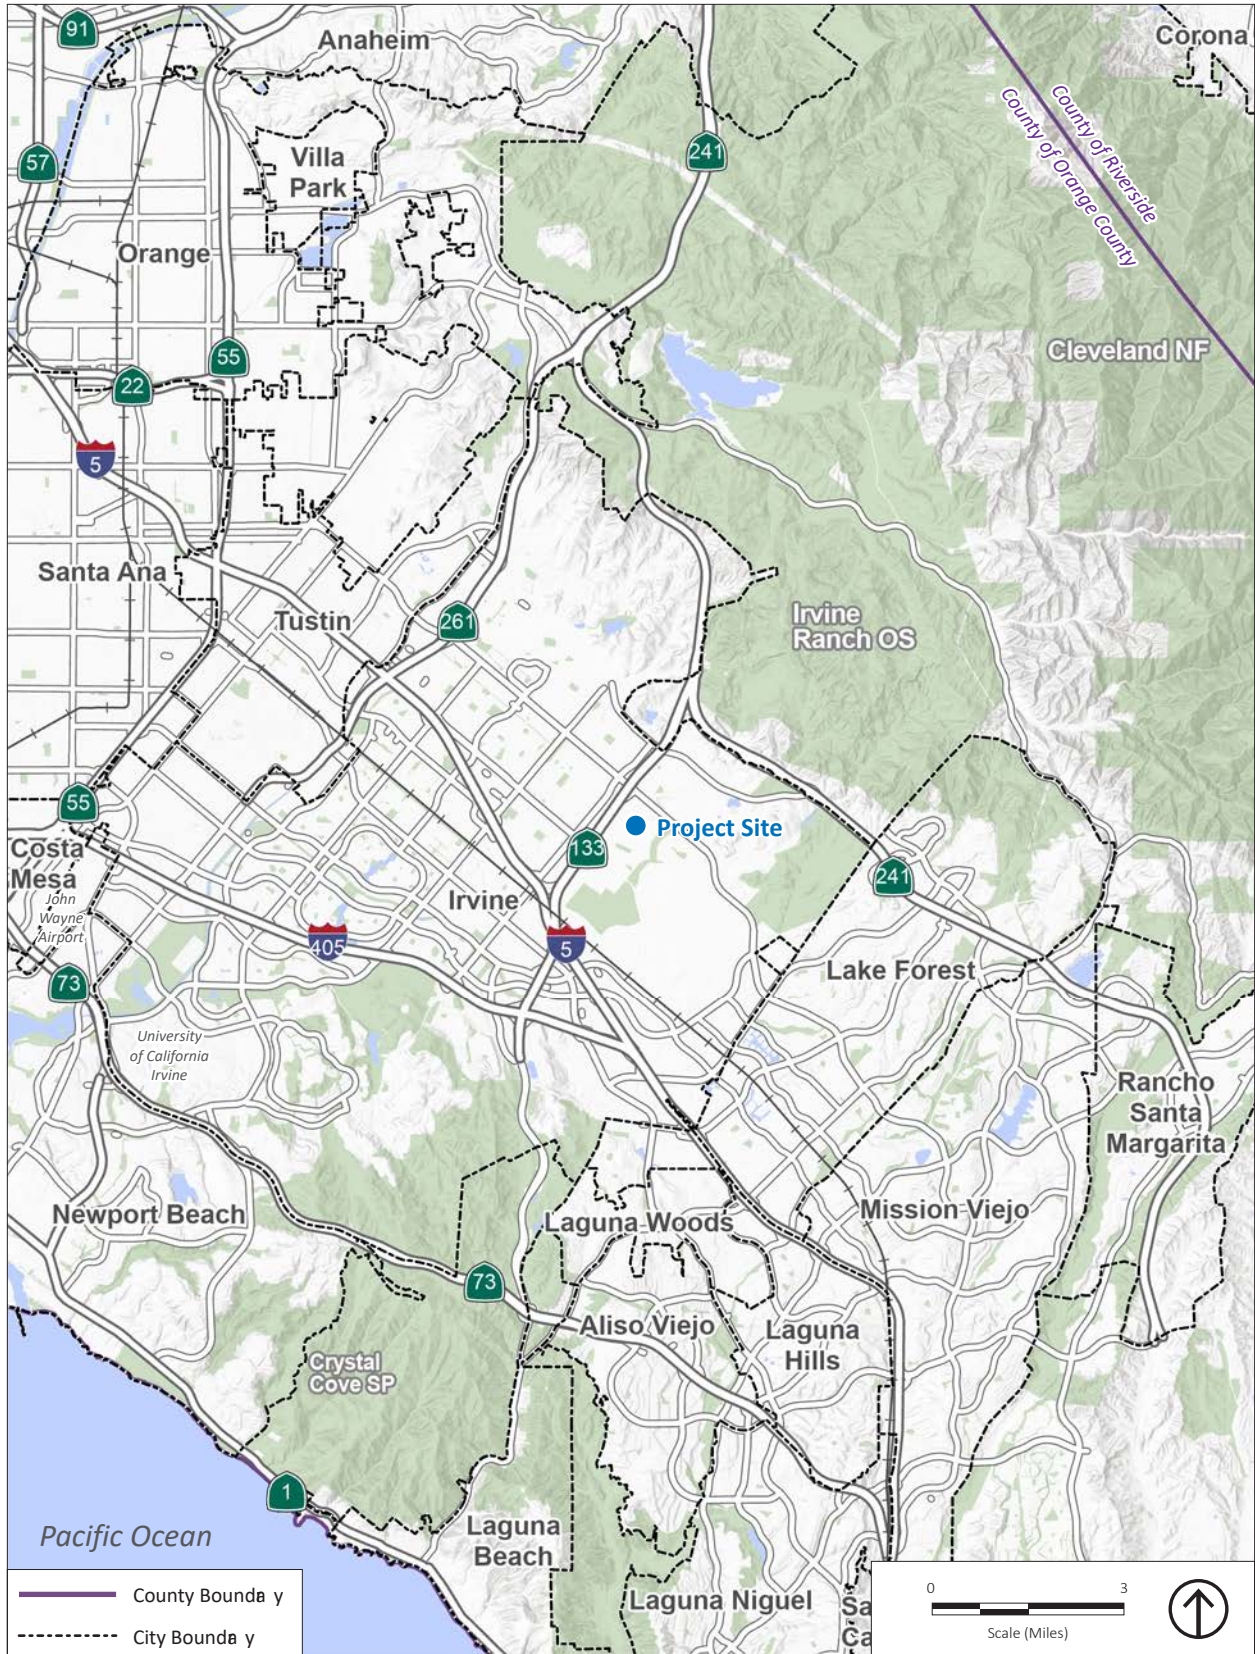 91
Anaheim
Corona
County of Riverside
County of Orange County
241
57
Villa
Park
Orange
55
22
Cleveland NF
5
Santa Ana
Tustin
261
Irvine
Ranch OS
55
Project Site
133
Costa
Mesa
241
John
Wayne
Airport
Irvine
405
5
Lake Forest
73
University
of California
Irvine
Rancho
Santa
Margarita
Newport Beach
Laguna Woods
Mission Viejo
73
Aliso Viejo
Laguna
Hills
Crystal
Cove SP
1
Pacific Ocean
Laguna
Beach
Laguna Niguel
Sa
Ca
County Bounda y
City Bounda y
0 3
Scale (Miles)